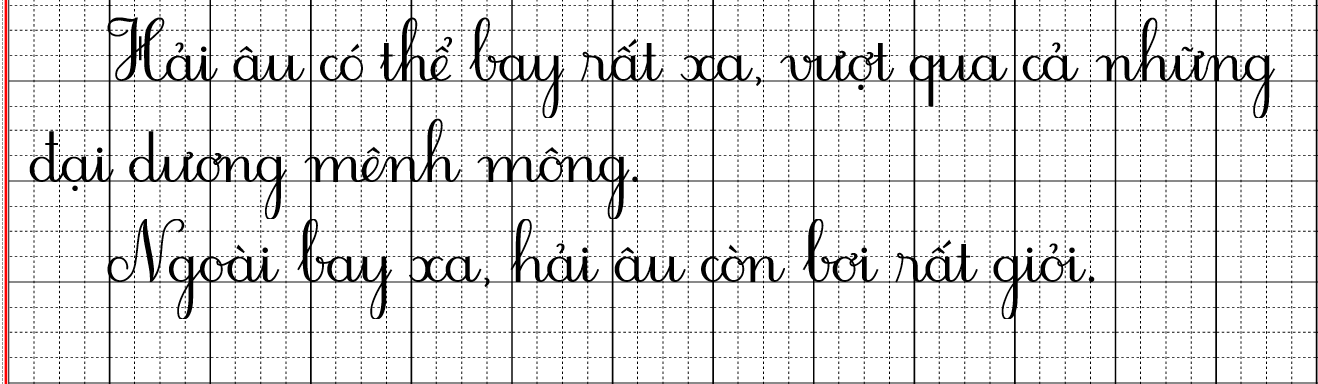 Hải âu có thể bay rất xa, vượt qua cả những
đại dương mênh mông.
Ngoài bay xa, hải âu còn bơi rất giỏi.